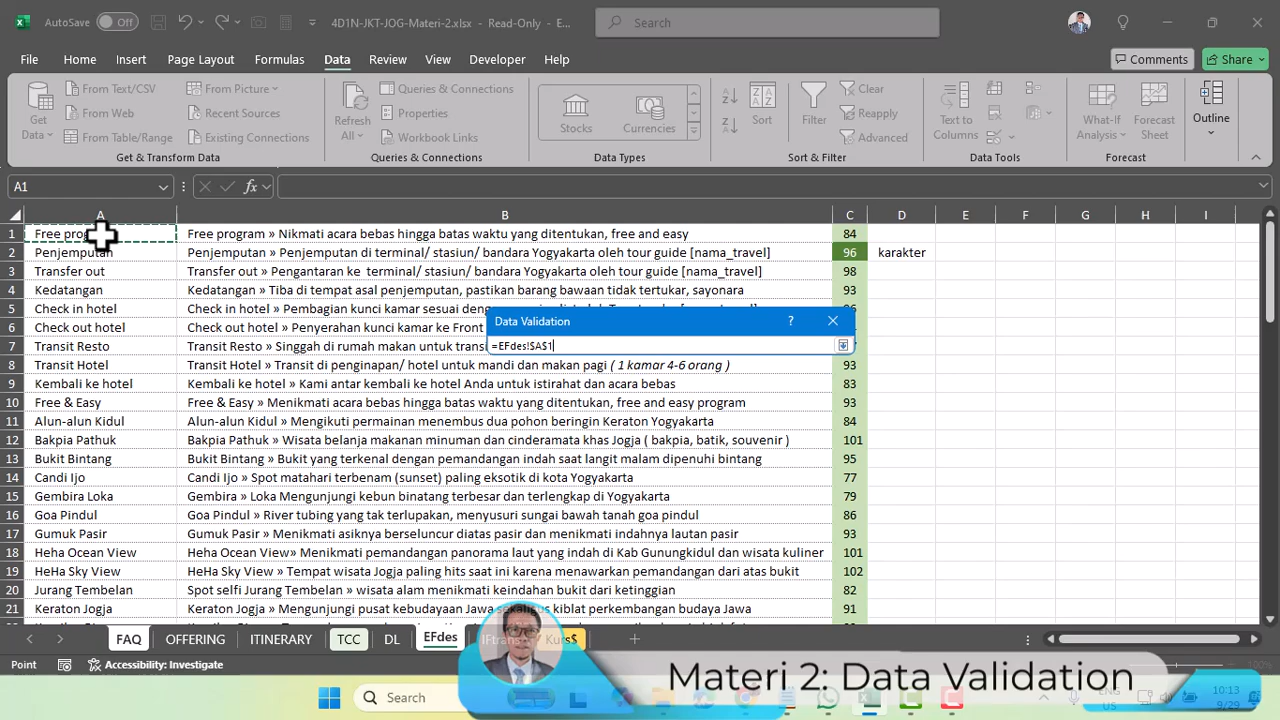 AutoSave Off 4D1N-JKT-JOG-Materi-2.xlsx - Read-Only - E... Search
File Home Insert Page Layout Formulas Data Review View Developer Help Comments Share
Get Data From Text/CSV From Picture Refresh All Queries & Connections Stocks Currencies Sort Filter Clear Text to Columns What-If Analysis Forecast Sheet Outline
From Web Recent Sources Properties Reapply
From Table/Range Existing Connections Workbook Links Advanced
Get & Transform Data Queries & Connections Data Types Sort & Filter Data Tools Forecast
A1 fx
A B C D E F G H I
1 Free prog Free program » Nikmati acara bebas hingga batas waktu yang ditentukan, free and easy 84
2 Penjemputan Penjemputan » Penjemputan di terminal/ stasiun/ bandara Yogyakarta oleh tour guide [nama_travel] 96 karakter
3 Transfer out Transfer out » Pengantaran ke terminal/ stasiun/ bandara Yogyakarta oleh tour guide [nama_travel] 98
4 Kedatangan Kedatangan » Tiba di tempat asal penjemputan, pastikan barang bawaan tidak tertukar, sayonara 93
5 Check in hotel Check in hotel » Pembagian kunci kamar sesuai
6 Check out hotel Check out hotel » Penyerahan kunci kamar ke Front
Data Validation ?
7 Transit Resto Transit Resto » Singgah di rumah makan untuk
=EFdes!$A$1
8 Transit Hotel Transit Hotel » Transit di penginapan/ hotel untuk mandi dan makan pagi ( 1 kamar 4-6 orang ) 93
9 Kembali ke hotel Kembali ke hotel » Kami antar kembali ke hotel Anda untuk istirahat dan acara bebas 83
10 Free & Easy Free & Easy » Menikmati acara bebas hingga batas waktu yang ditentukan, free and easy program 93
11 Alun-alun Kidul Alun-alun Kidul » Mengikuti permainan menembus dua pohon beringin Keraton Yogyakarta 84
12 Bakpia Pathuk Bakpia Pathuk » Wisata belanja makanan minuman dan cinderamata khas Jogja ( bakpia, batik, souvenir ) 101
13 Bukit Bintang Bukit Bintang » Bukit yang terkenal dengan pemandangan indah saat langit malam dipenuhi bintang 95
14 Candi Ijo Candi Ijo » Spot matahari terbenam (sunset) paling eksotik di kota Yogyakarta 77
15 Gembira Loka Gembira » Loka Mengunjungi kebun binatang terbesar dan terlengkap di Yogyakarta 79
16 Goa Pindul Goa Pindul » River tubing yang tak terlupakan, menyusuri sungai bawah tanah goa pindul 86
17 Gumuk Pasir Gumuk Pasir » Menikmati asiknya berseluncur diatas pasir dan menikmati indahnya lautan pasir 93
18 Heha Ocean View Heha Ocean View» Menikmati pemandangan panorama laut yang indah di Kab Gunungkidul dan wisata kuliner 101
19 HeHa Sky View HeHa Sky View » Tempat wisata Jogja paling hits saat ini karena menawarkan pemandangan dari atas bukit 102
20 Jurang Tembelan Spot selfi Jurang Tembelan » wisata alam menikmati keindahan bukit dari ketinggian 82
21 Keraton Jogja Keraton Jogja » Mengunjungi pusat kebudayaan Jawa sekaligus kiblat perkembangan budaya Jawa 91
FAQ OFFERING ITINERARY TCC DL EFdes Kurs$
Point Accessibility: Investigate
Materi 2: Data Validation
Search ENG 10:13
9/29